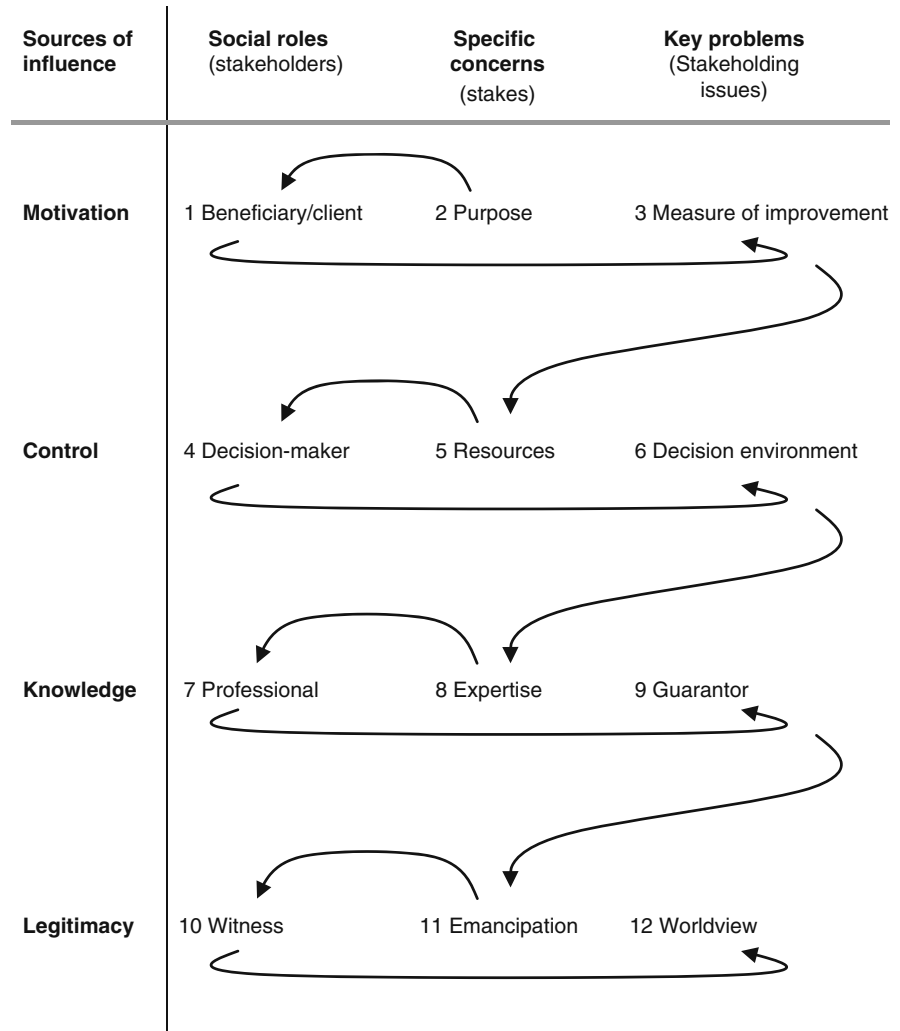 Sources of influence
Social roles
(stakeholders)
Specific concerns
(stakes)
Key problems
(Stakeholding issues)
Motivation
1 Beneficiary/client
2 Purpose
3 Measure of improvement
Control
4 Decision-maker
5 Resources
6 Decision environment
Knowledge
7 Professional
8 Expertise
9 Guarantor
Legitimacy
10 Witness
11 Emancipation
12 Worldview